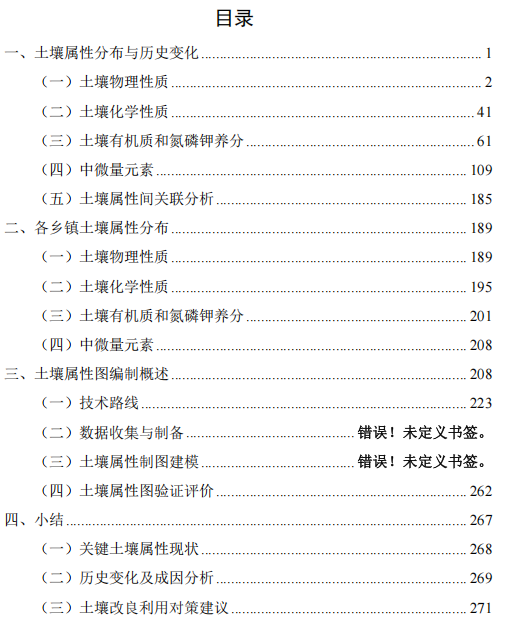 目录
一、土壤属性分布与历史变化 1
（一）土壤物理性质 2
（二）土壤化学性质 41
（三）土壤有机质和氮磷钾养分 61
（四）中微量元素 109
（五）土壤属性间关联分析 185
二、各乡镇土壤属性分布 189
（一）土壤物理性质 189
（二）土壤化学性质 195
（三）土壤有机质和氮磷钾养分 201
（四）中微量元素 208
三、土壤属性图编制概述 208
（一）技术路线 223
（二）数据收集与制备 错误！未定义书签。
（三）土壤属性制图建模 错误！未定义书签。
（四）土壤属性图验证评价 262
四、小结 267
（一）关键土壤属性现状 268
（二）历史变化及成因分析 269
（三）土壤改良利用对策建议 271